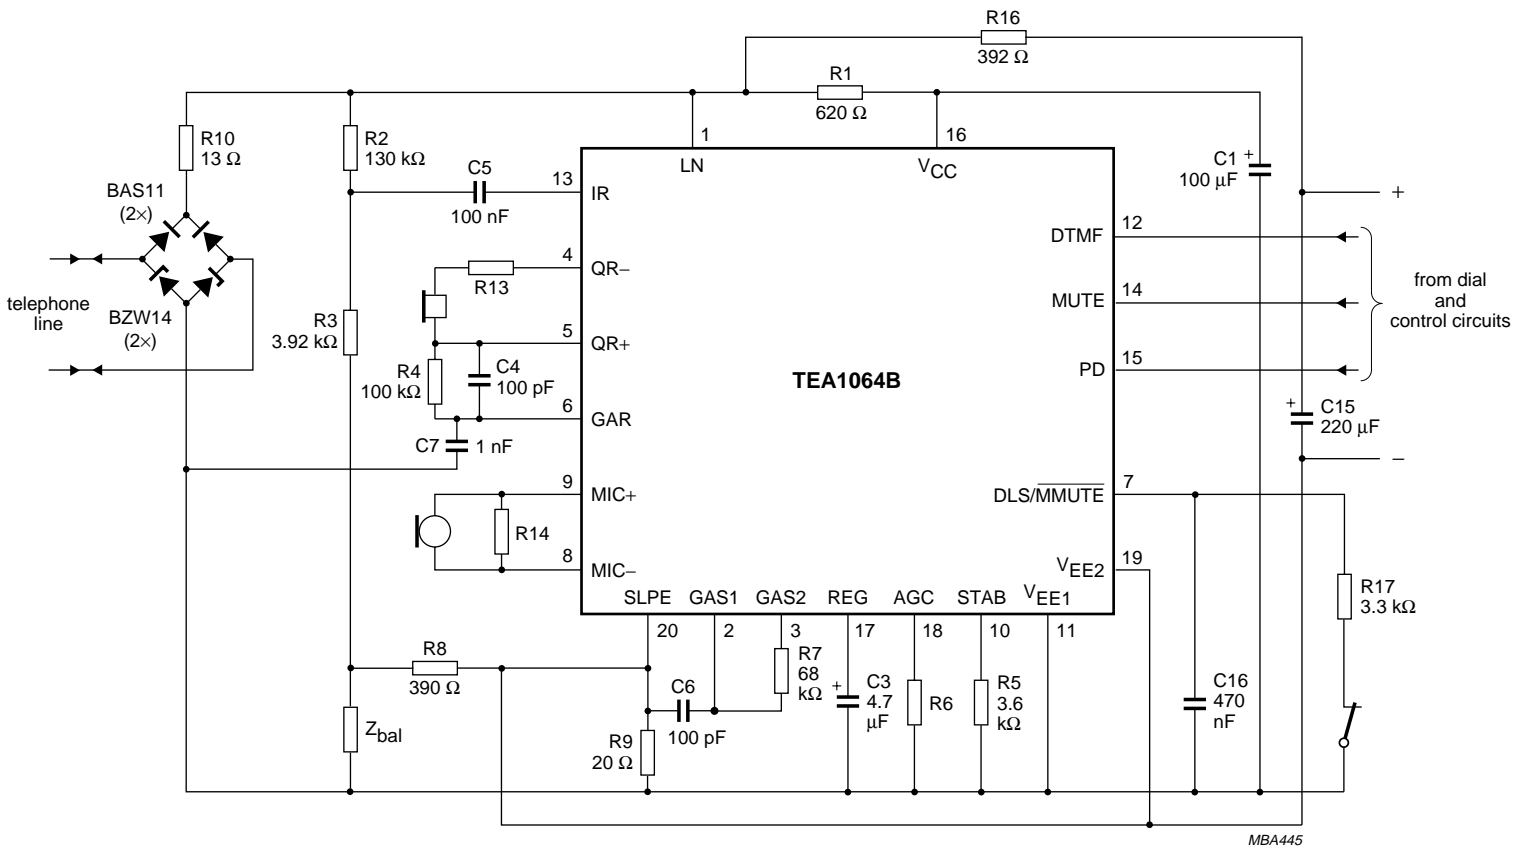 R16
392 Ω
R1
620 Ω
R10
13 Ω
R2
130 kΩ
1
16
LN
VCC
C1
100 μF
+
BAS11
(2×)
C5
100 nF
13
IR
+
DTMF
12
4
QR−
R13
telephone
line
BZW14
(2×)
MUTE
14
from dial
and
control circuits
R3
3.92 kΩ
5
QR+
PD
15
R4
100 kΩ
C4
100 pF
TEA1064B
6
GAR
+
C15
220 μF
C7
1 nF
−
9
MIC+
DLS/MMUTE
7
R14
8
MIC−
VEE2
19
R17
3.3 kΩ
SLPE
GAS1
GAS2
REG
AGC
STAB
VEE1
20
2
3
17
18
10
11
R8
390 Ω
R7
68
kΩ
C6
100 pF
+
C3
4.7
μF
R6
R5
3.6
kΩ
C16
470
nF
Zbal
R9
20 Ω
MBA445